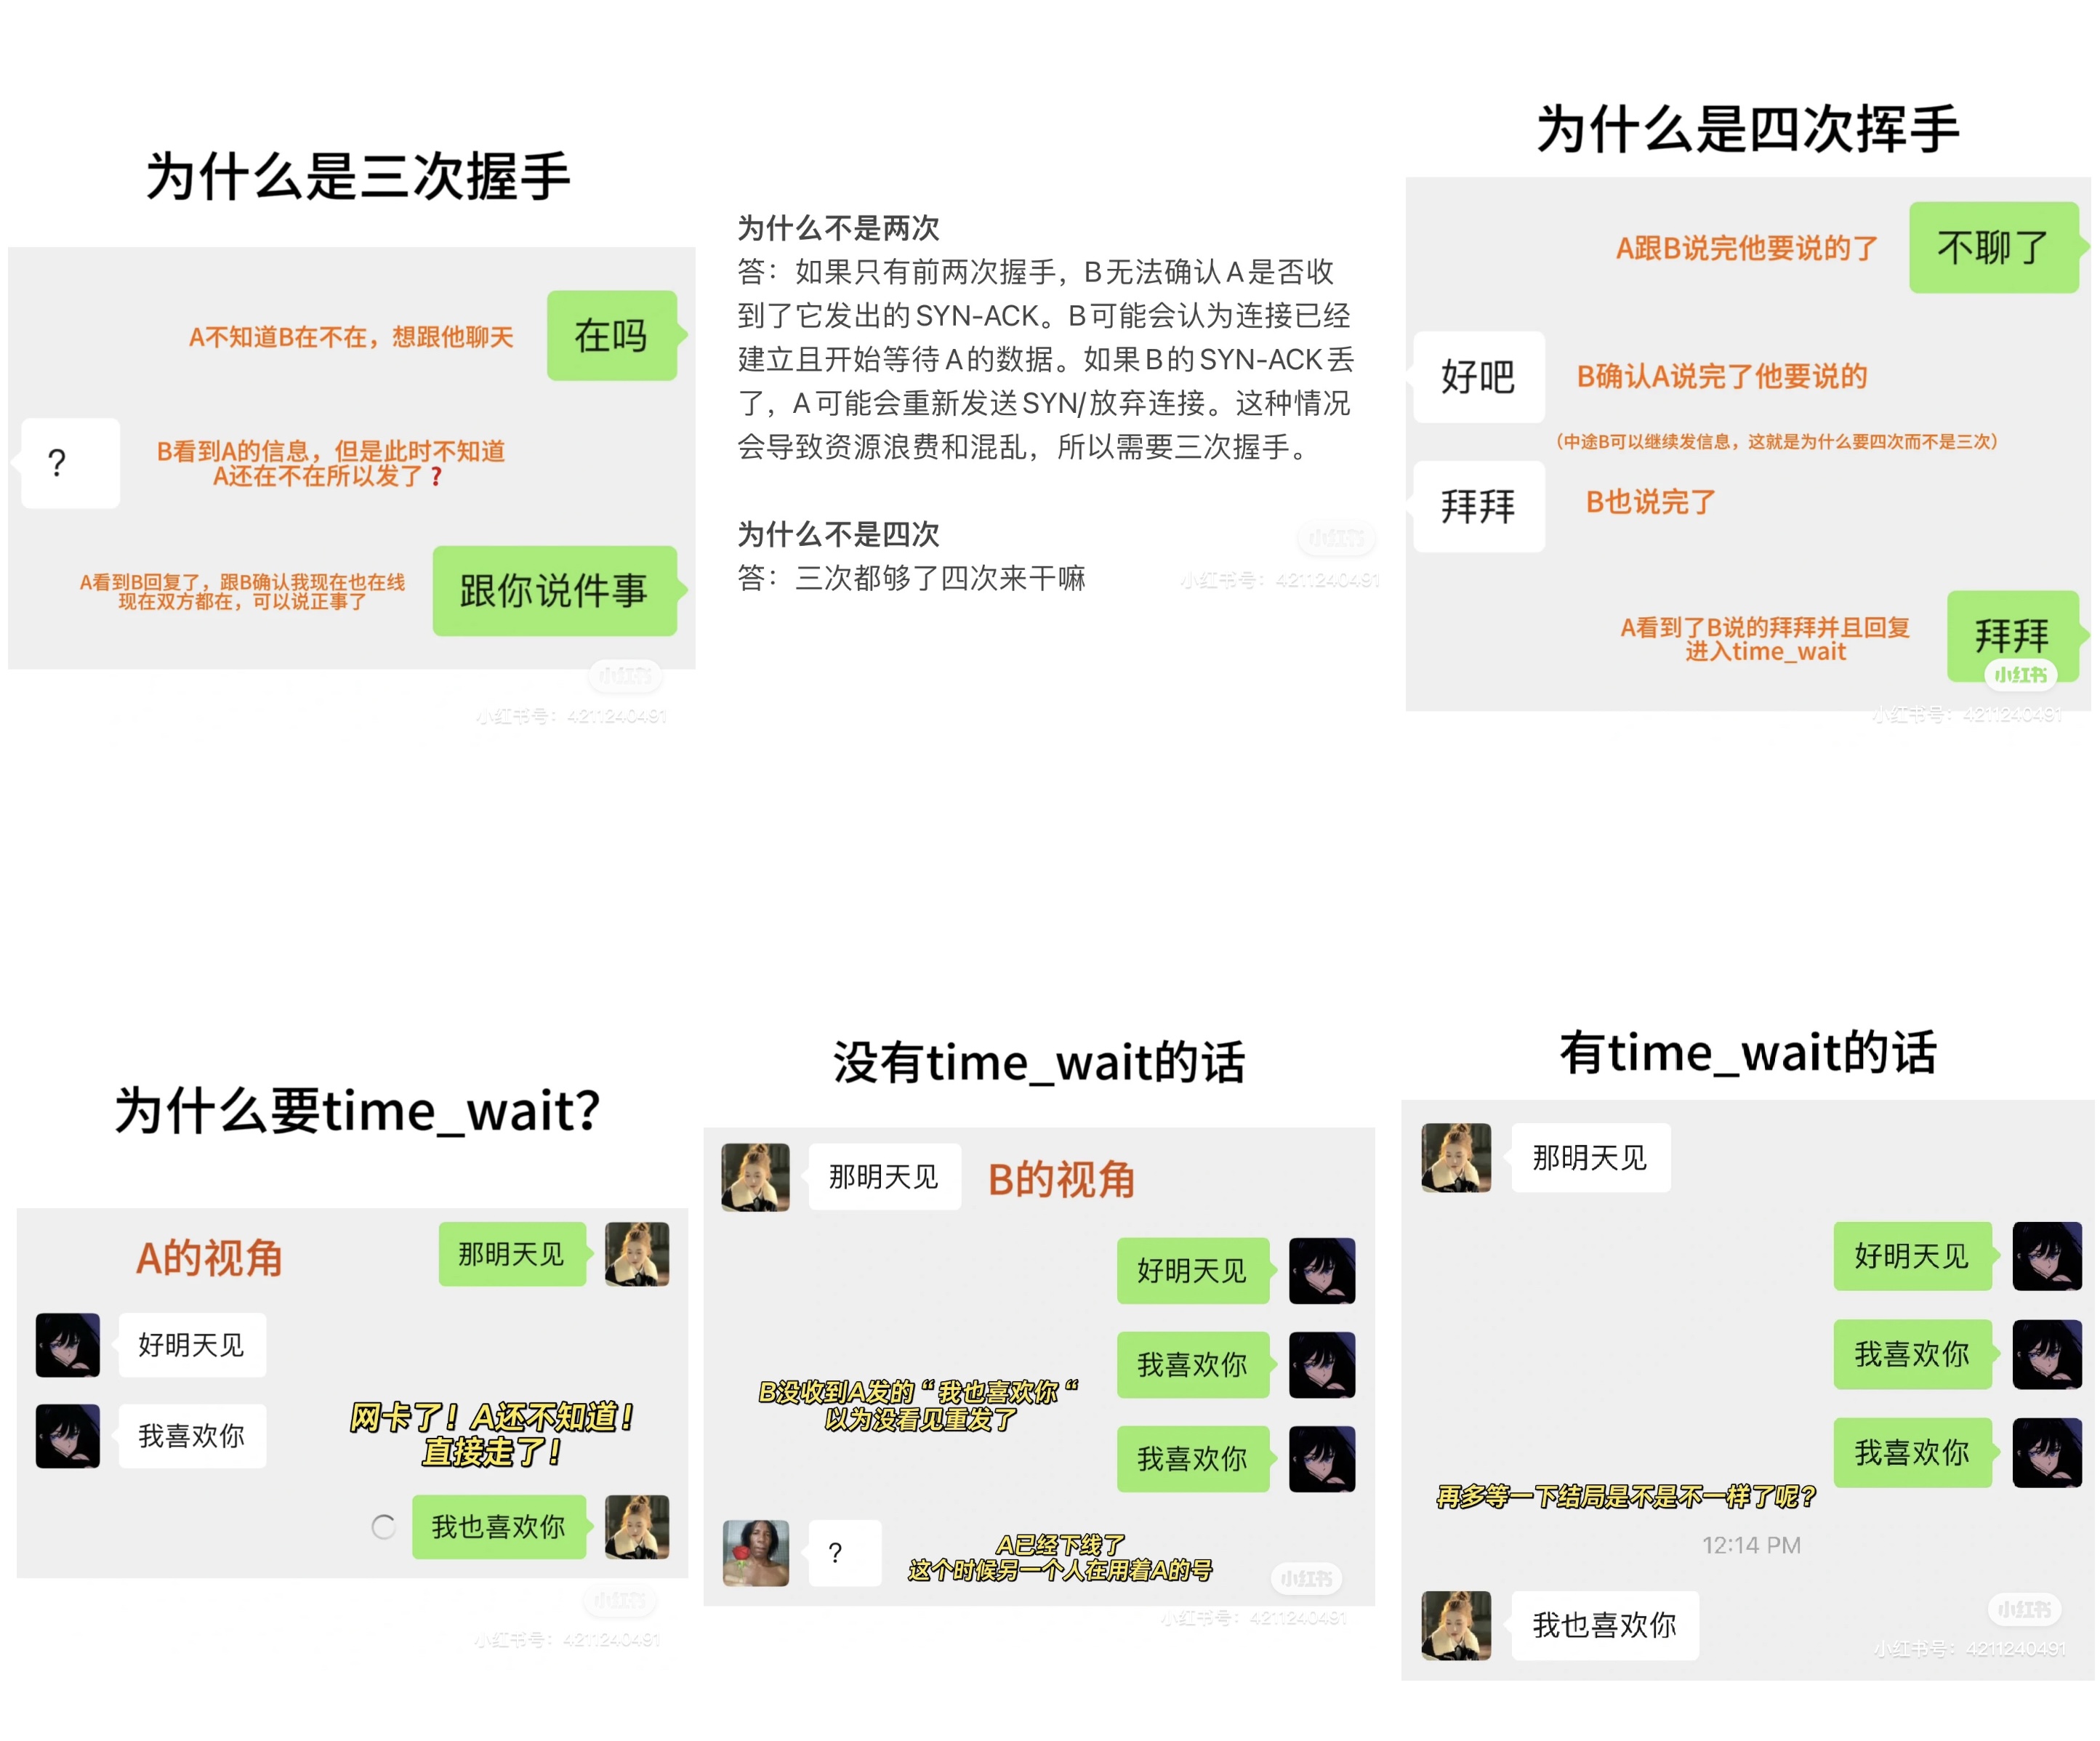 为什么是三次握手
A不知道B在不在，想跟他聊天
在吗
?
B看到A的信息，但是此时不知道
A还在不在所以发了❓
A看到B回复了，跟B确认我现在也在线
现在双方都在，可以说正事了
跟你说件事
小红书
小红书号：4211240491
为什么不是两次
答：如果只有前两次握手，B无法确认A是否收
到了它发出的SYN-ACK。B可能会认为连接已经
建立且开始等待A的数据。如果B的SYN-ACK丢
了，A可能会重新发送SYN/放弃连接。这种情况
会导致资源浪费和混乱，所以需要三次握手。
为什么不是四次
答：三次都够了四次来干嘛
小红书
小红书号：4211240491
为什么是四次挥手
A跟B说完他要说的了
不聊了
好吧
B确认A说完了他要说的
（中途B可以继续发信息，这就是为什么要四次而不是三次）
拜拜
B也说完了
A看到了B说的拜拜并且回复
进入time_wait
拜拜
小红书
小红书号：4211240491
为什么要time_wait？
A的视角
那明天见
好明天见
我喜欢你
网卡了！A还不知道！
直接走了！
我也喜欢你
小红书
小红书号：4211240491
没有time_wait的话
那明天见
B的视角
好明天见
我喜欢你
B没收到A发的“我也喜欢你“
以为没看见重发了
我喜欢你
?
A已经下线了
这个时候另一个人在用着A的号
小红书
小红书号：4211240491
有time_wait的话
那明天见
好明天见
我喜欢你
我喜欢你
再多等一下结局是不是不一样了呢？
12:14 PM
我也喜欢你
小红书
小红书号：4211240491